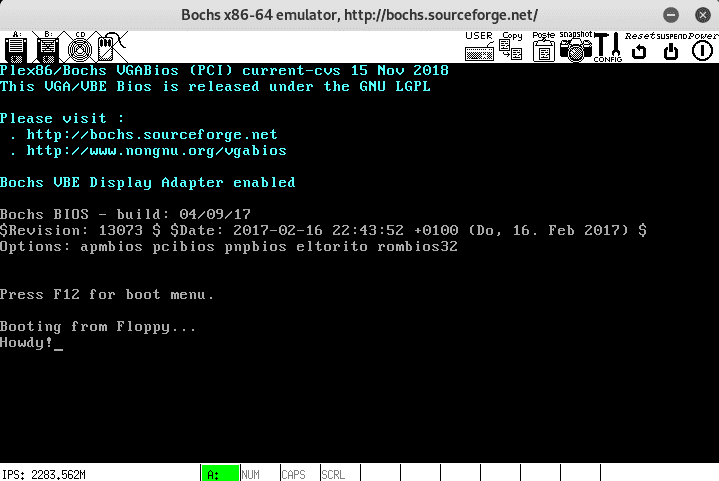 Bochs x86-64 emulator, http://bochs.sourceforge.net/
A: B: CD USER Copy Poste Snapshot CONFIG Reset SUSPEND Power
Plex86/Bochs VGABios (PCI) current-cvs 15 Nov 2018
This VGA/VBE Bios is released under the GNU LGPL
Please visit :
. http://bochs.sourceforge.net
. http://www.nongnu.org/vgabios
Bochs VBE Display Adapter enabled
Bochs BIOS - build: 04/09/17
$Revision: 13073 $ $Date: 2017-02-16 22:43:52 +0100 (Do, 16. Feb 2017) $
Options: apmbios pcibios pnpbios eltorito rombios32
Press F12 for boot menu.
Booting from Floppy...
Howdy!_
IPS: 2283.562M A: NUM CAPS SCRL